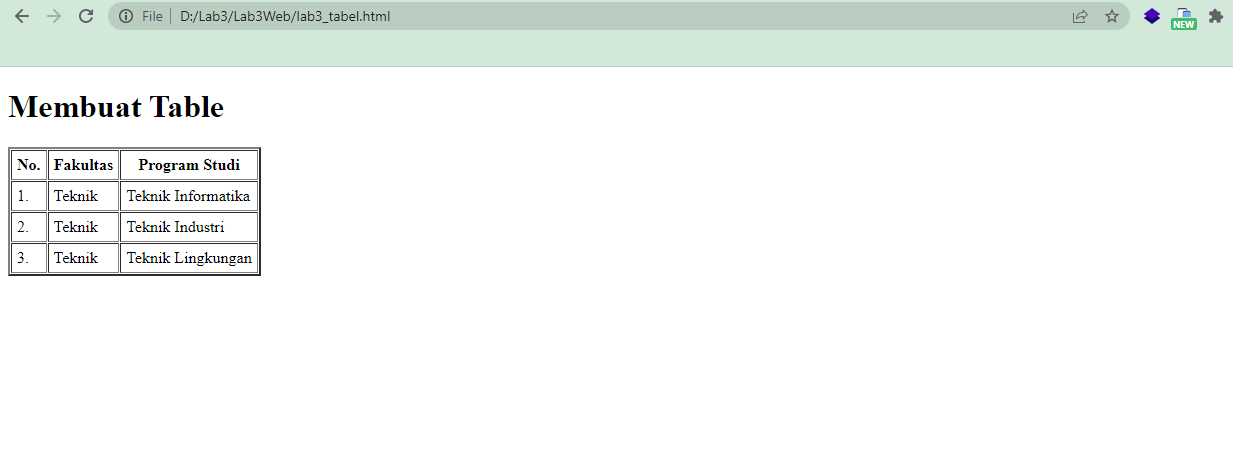 File D:/Lab3/Lab3Web/lab3_tabel.html
NEW
Membuat Table
No. Fakultas Program Studi
1. Teknik Teknik Informatika
2. Teknik Teknik Industri
3. Teknik Teknik Lingkungan